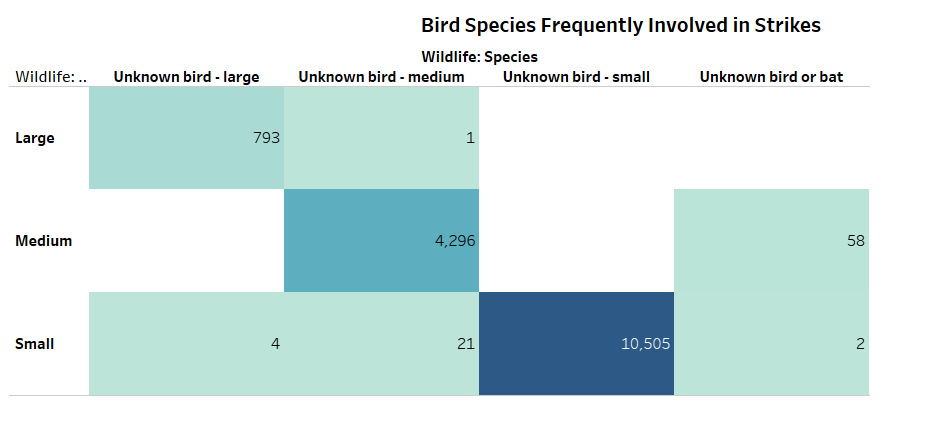 Bird Species Frequently Involved in Strikes
Wildlife: Species
Wildlife: .. Unknown bird - large Unknown bird - medium Unknown bird - small Unknown bird or bat
Large 793 1
Medium 4,296 58
Small 4 21 10,505 2